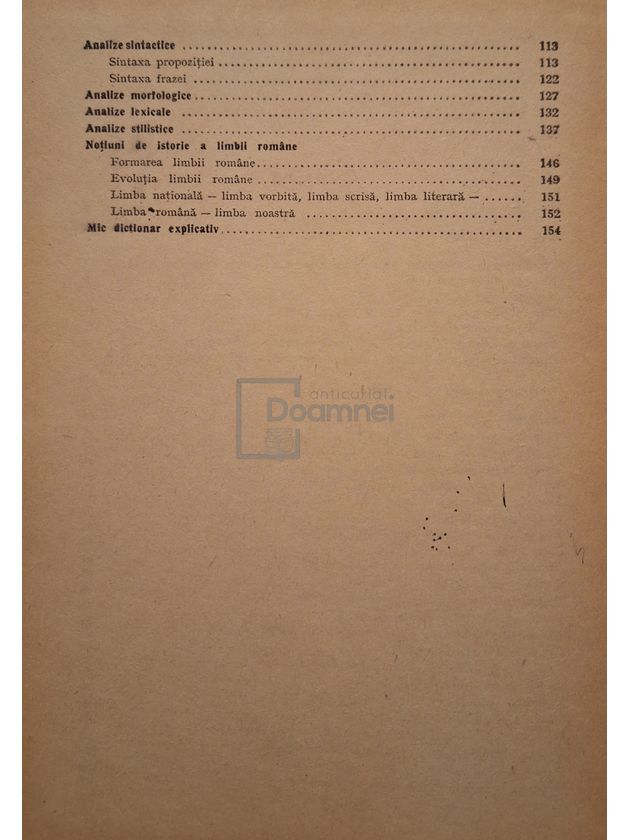 Analize sintactice ........ 113
Sintaxa propoziției ........ 113
Sintaxa frazei ........ 122
Analize morfologice ........ 127
Analize lexicale ........ 132
Analize stilistice ........ 137
Noțiuni de istorie a limbii române
Formarea limbii române ........ 146
Evoluția limbii române ........ 149
Limba națională — limba vorbită, limba scrisă, limba literară — ...... 151
Limba română — limba noastră ........ 152
Mic dicționar explicativ ........ 154
anticariat
Doamnei